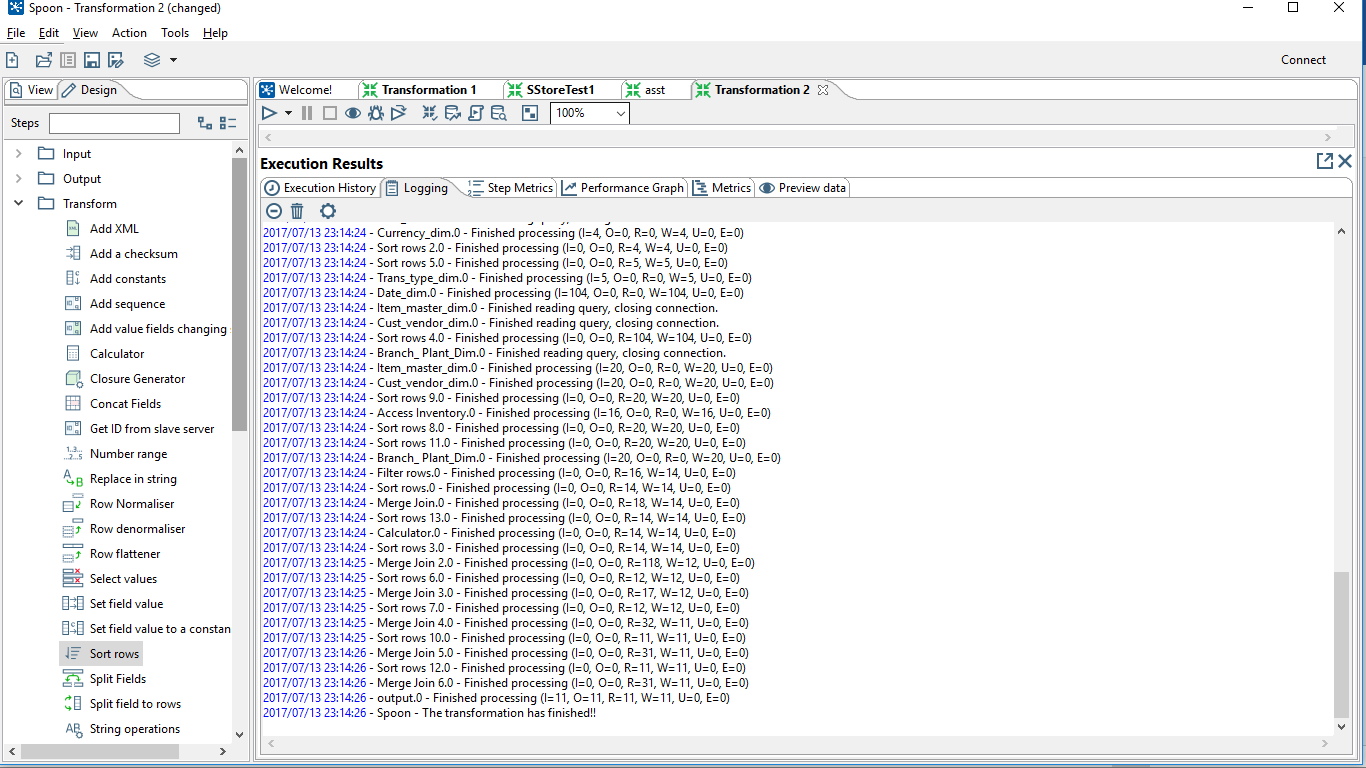 Spoon - Transformation 2 (changed)
File Edit View Action Tools Help
Connect
View Design
Welcome! Transformation 1 SStoreTest1 asst Transformation 2
Steps
100%
Input
Output
Transform
Add XML
Add a checksum
Add constants
Add sequence
Add value fields changing
Calculator
Closure Generator
Concat Fields
Get ID from slave server
Number range
Replace in string
Row Normaliser
Row denormaliser
Row flattener
Select values
Set field value
Set field value to a constan
Sort rows
Split Fields
Split field to rows
String operations
Execution Results
Execution History Logging Step Metrics Performance Graph Metrics Preview data
2017/07/13 23:14:24 - Currency_dim.0 - Finished processing (I=4, O=0, R=0, W=4, U=0, E=0)
2017/07/13 23:14:24 - Sort rows 2.0 - Finished processing (I=0, O=0, R=4, W=4, U=0, E=0)
2017/07/13 23:14:24 - Sort rows 5.0 - Finished processing (I=0, O=0, R=5, W=5, U=0, E=0)
2017/07/13 23:14:24 - Trans_type_dim.0 - Finished processing (I=5, O=0, R=0, W=5, U=0, E=0)
2017/07/13 23:14:24 - Date_dim.0 - Finished processing (I=104, O=0, R=0, W=104, U=0, E=0)
2017/07/13 23:14:24 - Item_master_dim.0 - Finished reading query, closing connection.
2017/07/13 23:14:24 - Cust_vendor_dim.0 - Finished reading query, closing connection.
2017/07/13 23:14:24 - Sort rows 4.0 - Finished processing (I=0, O=0, R=104, W=104, U=0, E=0)
2017/07/13 23:14:24 - Branch_ Plant_Dim.0 - Finished reading query, closing connection.
2017/07/13 23:14:24 - Item_master_dim.0 - Finished processing (I=20, O=0, R=0, W=20, U=0, E=0)
2017/07/13 23:14:24 - Cust_vendor_dim.0 - Finished processing (I=20, O=0, R=0, W=20, U=0, E=0)
2017/07/13 23:14:24 - Sort rows 9.0 - Finished processing (I=0, O=0, R=20, W=20, U=0, E=0)
2017/07/13 23:14:24 - Access Inventory.0 - Finished processing (I=16, O=0, R=0, W=16, U=0, E=0)
2017/07/13 23:14:24 - Sort rows 8.0 - Finished processing (I=0, O=0, R=20, W=20, U=0, E=0)
2017/07/13 23:14:24 - Sort rows 11.0 - Finished processing (I=0, O=0, R=20, W=20, U=0, E=0)
2017/07/13 23:14:24 - Branch_ Plant_Dim.0 - Finished processing (I=20, O=0, R=0, W=20, U=0, E=0)
2017/07/13 23:14:24 - Filter rows.0 - Finished processing (I=0, O=0, R=16, W=14, U=0, E=0)
2017/07/13 23:14:24 - Sort rows.0 - Finished processing (I=0, O=0, R=14, W=14, U=0, E=0)
2017/07/13 23:14:24 - Merge Join.0 - Finished processing (I=0, O=0, R=18, W=14, U=0, E=0)
2017/07/13 23:14:24 - Sort rows 13.0 - Finished processing (I=0, O=0, R=14, W=14, U=0, E=0)
2017/07/13 23:14:24 - Calculator.0 - Finished processing (I=0, O=0, R=14, W=14, U=0, E=0)
2017/07/13 23:14:24 - Sort rows 3.0 - Finished processing (I=0, O=0, R=14, W=14, U=0, E=0)
2017/07/13 23:14:25 - Merge Join 2.0 - Finished processing (I=0, O=0, R=118, W=12, U=0, E=0)
2017/07/13 23:14:25 - Sort rows 6.0 - Finished processing (I=0, O=0, R=12, W=12, U=0, E=0)
2017/07/13 23:14:25 - Merge Join 3.0 - Finished processing (I=0, O=0, R=17, W=12, U=0, E=0)
2017/07/13 23:14:25 - Sort rows 7.0 - Finished processing (I=0, O=0, R=12, W=12, U=0, E=0)
2017/07/13 23:14:25 - Merge Join 4.0 - Finished processing (I=0, O=0, R=32, W=11, U=0, E=0)
2017/07/13 23:14:25 - Sort rows 10.0 - Finished processing (I=0, O=0, R=11, W=11, U=0, E=0)
2017/07/13 23:14:26 - Merge Join 5.0 - Finished processing (I=0, O=0, R=31, W=11, U=0, E=0)
2017/07/13 23:14:26 - Sort rows 12.0 - Finished processing (I=0, O=0, R=11, W=11, U=0, E=0)
2017/07/13 23:14:26 - Merge Join 6.0 - Finished processing (I=0, O=0, R=31, W=11, U=0, E=0)
2017/07/13 23:14:26 - output.0 - Finished processing (I=11, O=11, R=11, W=11, U=0, E=0)
2017/07/13 23:14:26 - Spoon - The transformation has finished!!